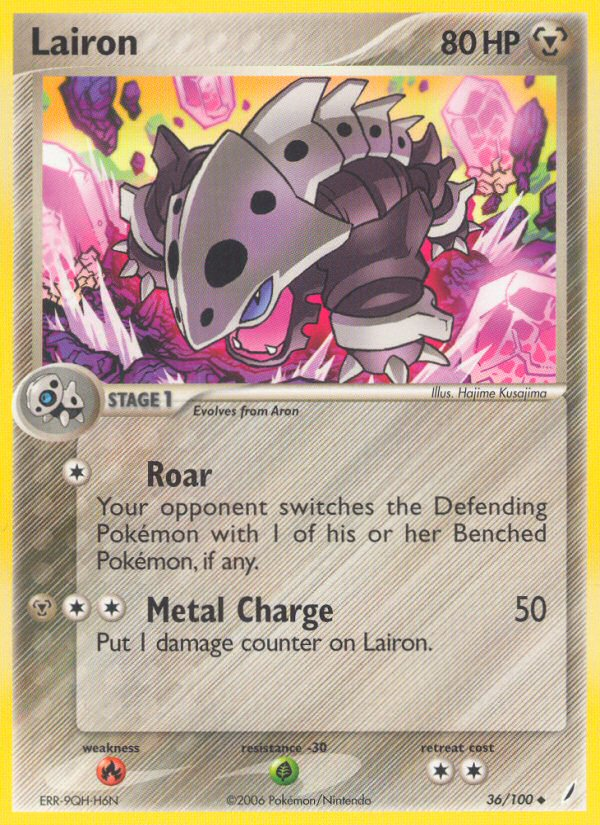 Lairon 80 HP
Illus. Hajime Kusajima
STAGE 1
Evolves from Aron
Roar
Your opponent switches the Defending
Pokémon with 1 of his or her Benched
Pokémon, if any.
Metal Charge 50
Put 1 damage counter on Lairon.
weakness resistance -30 retreat cost
ERR-9QH-H6N ©2006 Pokémon/Nintendo 36/100